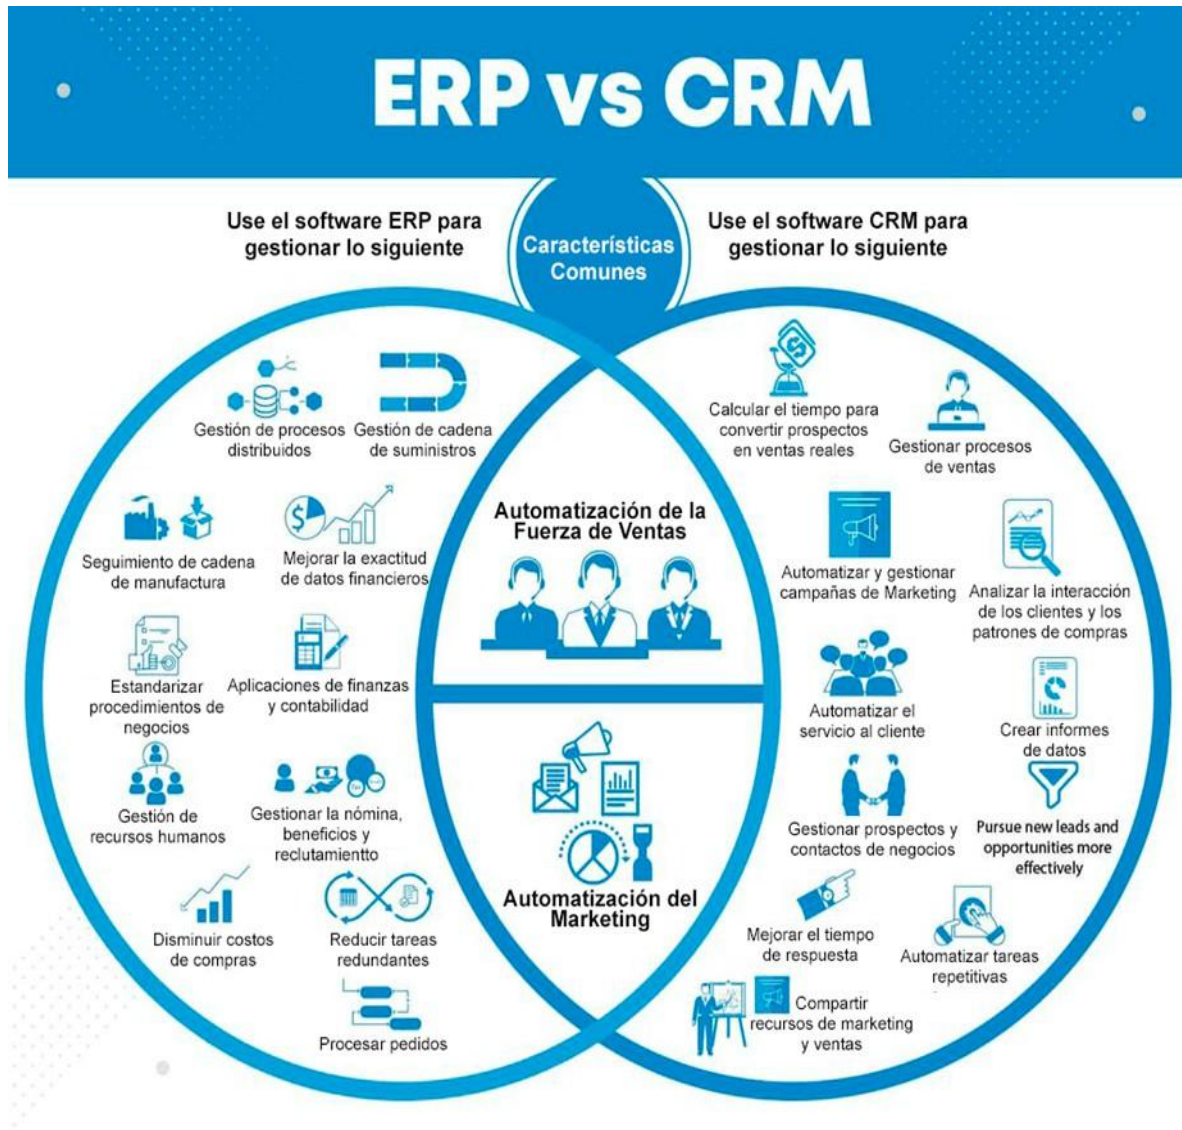 ERP vs CRM
Use el software ERP para
gestionar lo siguiente
Características
Comunes
Use el software CRM para
gestionar lo siguiente
Gestión de procesos
distribuidos
Gestión de cadena
de suministros
Seguimiento de cadena
de manufactura
Mejorar la exactitud
de datos financieros
Estandarizar
procedimientos de
negocios
Aplicaciones de finanzas
y contabilidad
Gestión de
recursos humanos
Gestionar la nómina,
beneficios y
reclutamientto
Disminuir costos
de compras
Reducir tareas
redundantes
Procesar pedidos
Automatización de la
Fuerza de Ventas
Automatización del
Marketing
Calcular el tiempo para
convertir prospectos
en ventas reales
Gestionar procesos
de ventas
Automatizar y gestionar
campañas de Marketing
Analizar la interacción
de los clientes y los
patrones de compras
Automatizar el
servicio al cliente
Crear informes
de datos
Gestionar prospectos y
contactos de negocios
Pursue new leads and
opportunities more
effectively
Mejorar el tiempo
de respuesta
Automatizar tareas
repetitivas
Compartir
recursos de marketing
y ventas